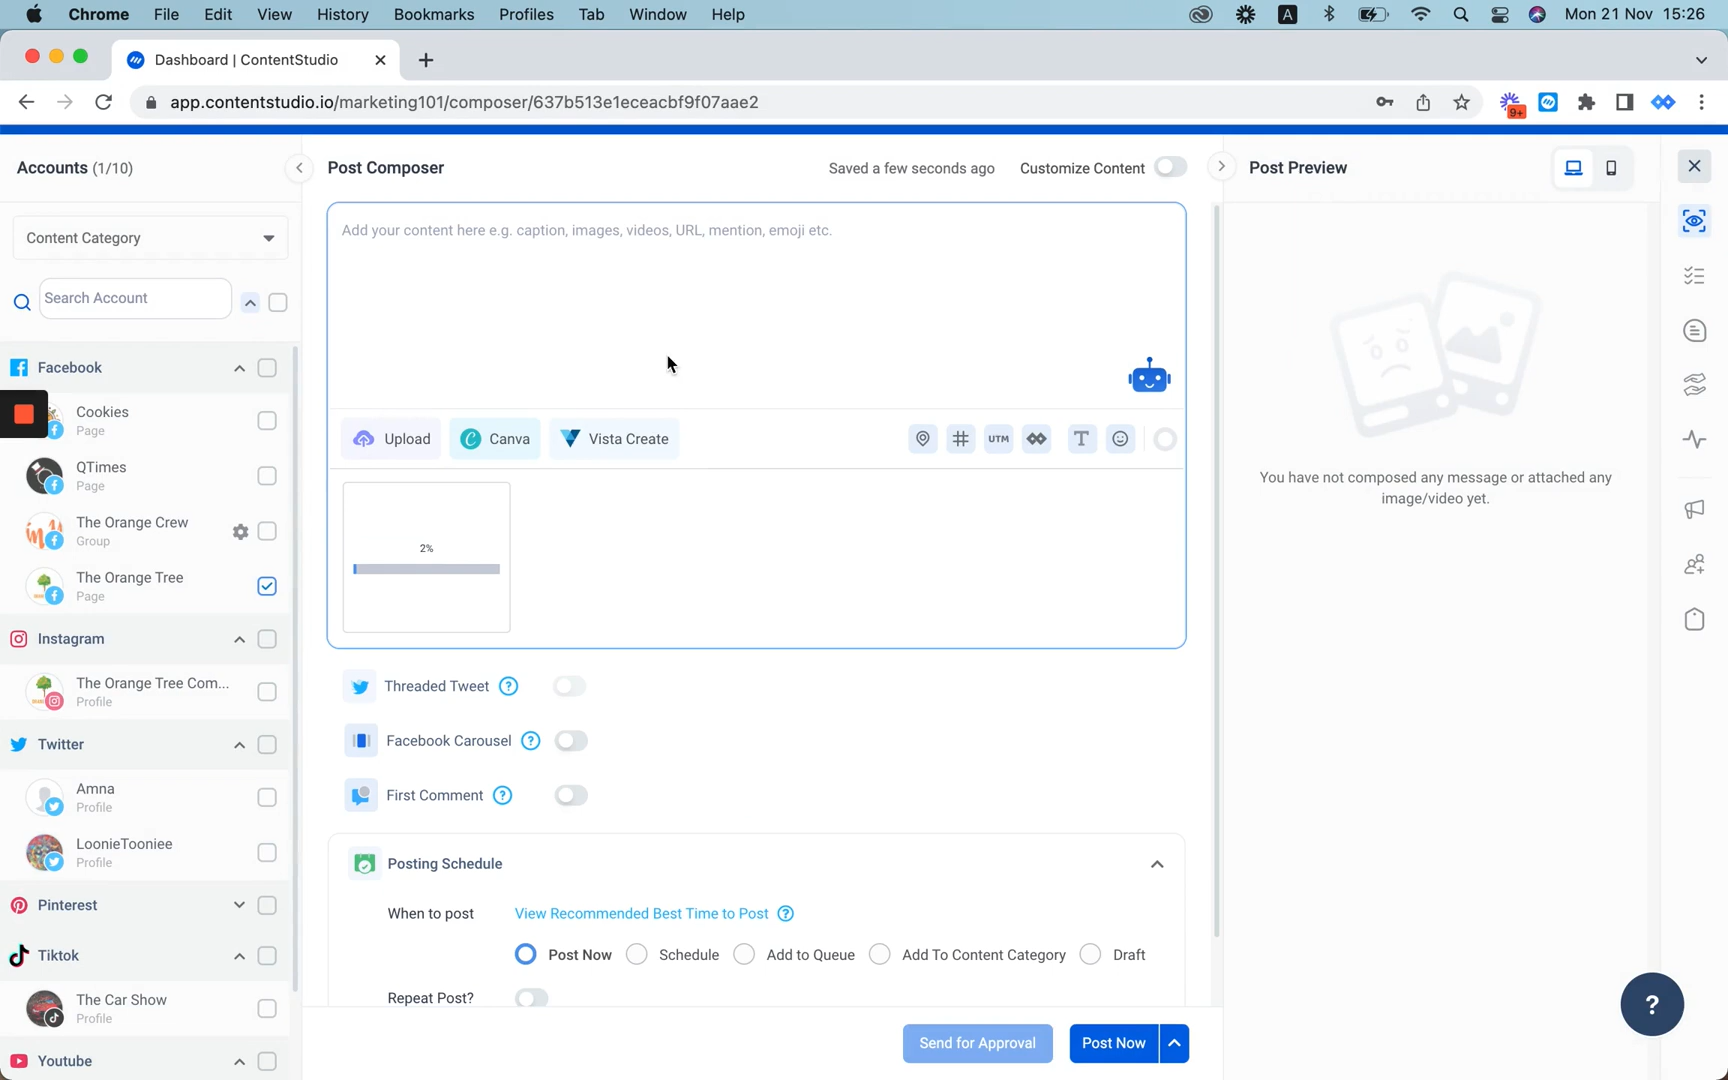 Chrome File Edit View History Bookmarks Profiles Tab Window Help
A Mon 21 Nov 15:26
Dashboard | ContentStudio
app.contentstudio.io/marketing101/composer/637b513e1eceacbf9f07aae2
9+
Accounts (1/10)
Content Category
Search Account
Facebook
Cookies
Page
QTimes
Page
The Orange Crew
Group
The Orange Tree
Page
Instagram
The Orange Tree Com...
Profile
Twitter
Amna
Profile
LoonieTooniee
Profile
Pinterest
Tiktok
The Car Show
Profile
Youtube
Post Composer
Saved a few seconds ago
Customize Content
Add your content here e.g. caption, images, videos, URL, mention, emoji etc.
Upload
Canva
Vista Create
UTM
T
2%
Threaded Tweet ?
Facebook Carousel ?
First Comment ?
Posting Schedule
When to post
View Recommended Best Time to Post ?
Post Now Schedule Add to Queue Add To Content Category Draft
Repeat Post?
Send for Approval
Post Now
Post Preview
You have not composed any message or attached any
image/video yet.
?